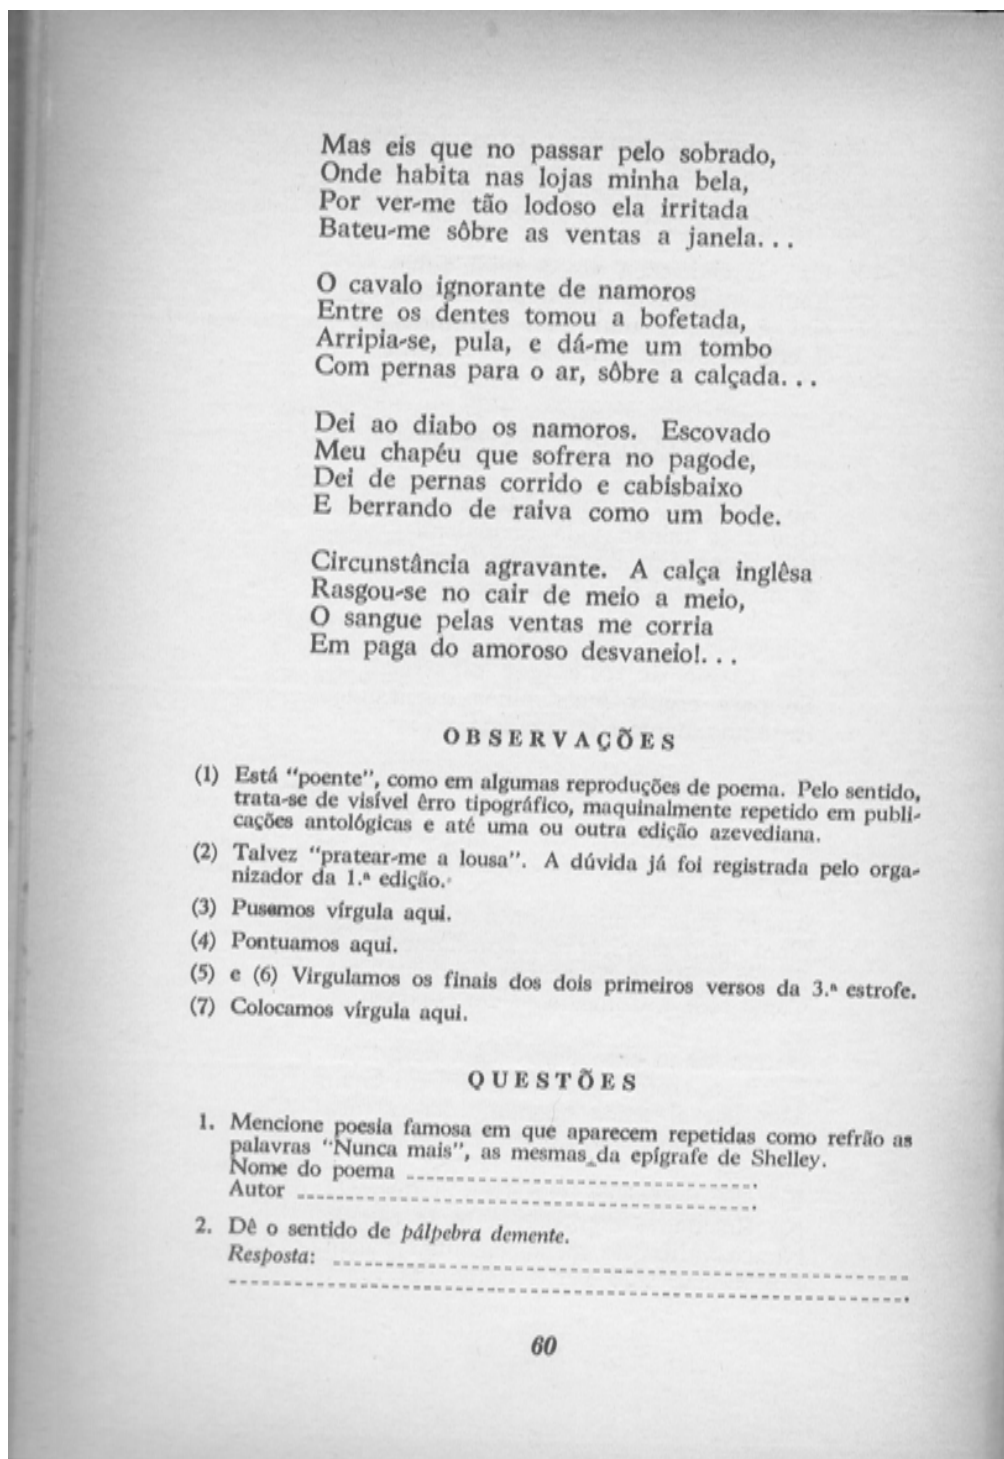 Mas eis que no passar pelo sobrado,
Onde habita nas lojas minha bela,
Por ver-me tão lodoso ela irritada
Bateu-me sôbre as ventas a janela...
O cavalo ignorante de namoros
Entre os dentes tomou a bofetada,
Arripia-se, pula, e dá-me um tombo
Com pernas para o ar, sôbre a calçada...
Dei ao diabo os namoros. Escovado
Meu chapéu que sofrera no pagode,
Dei de pernas corrido e cabisbaixo
E berrando de raiva como um bode.
Circunstância agravante. A calça inglêsa
Rasgou-se no cair de meio a meio,
O sangue pelas ventas me corria
Em paga do amoroso desvaneio!...
OBSERVAÇÕES
(1) Está "poente", como em algumas reproduções de poema. Pelo sentido,
trata-se de visível êrro tipográfico, maquinalmente repetido em publi-
cações antológicas e até uma ou outra edição azevediana.
(2) Talvez "pratear-me a lousa". A dúvida já foi registrada pelo orga-
nizador da 1.ª edição.
(3) Pusemos vírgula aqui.
(4) Pontuamos aqui.
(5) e (6) Virgulamos os finais dos dois primeiros versos da 3.ª estrofe.
(7) Colocamos vírgula aqui.
QUESTÕES
1. Mencione poesia famosa em que aparecem repetidas como refrão as
palavras "Nunca mais", as mesmas da epígrafe de Shelley.
Nome do poema ........................................
Autor ........................................
2. Dê o sentido de pálpebra demente.
Resposta: ........................................
........................................
60